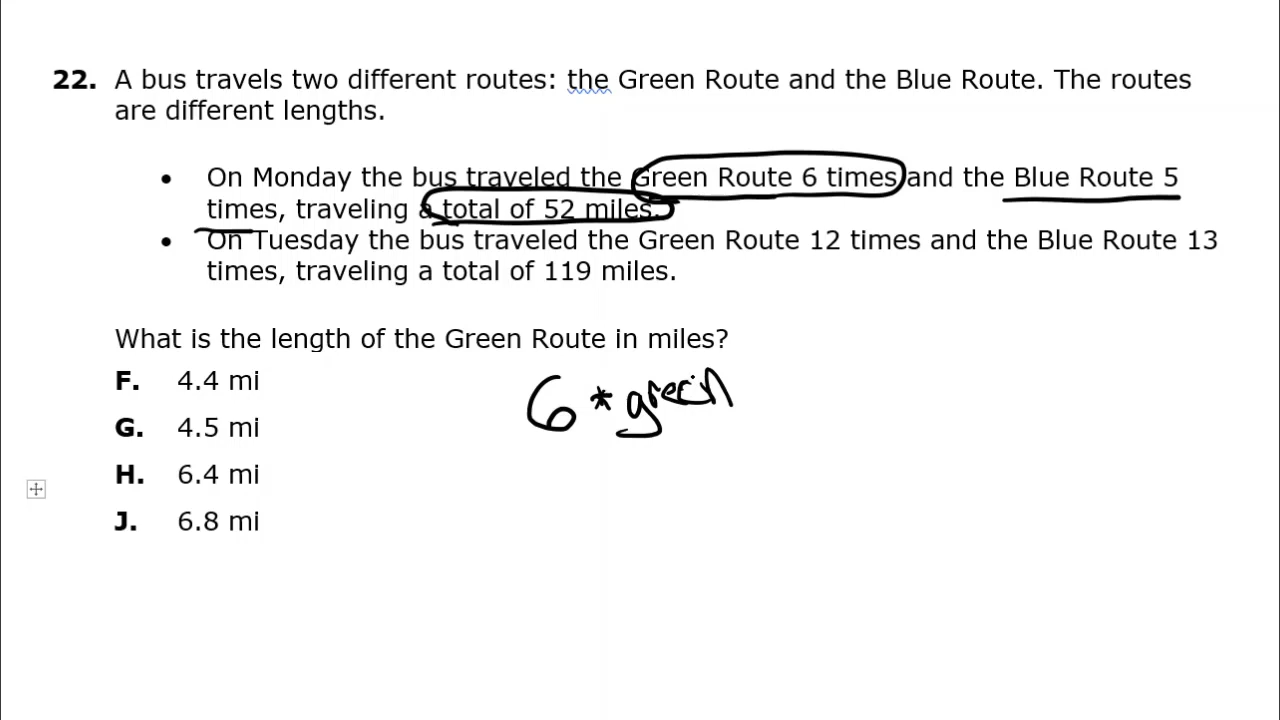 22. A bus travels two different routes: the Green Route and the Blue Route. The routes
are different lengths.
• On Monday the bus traveled the Green Route 6 times and the Blue Route 5
times, traveling a total of 52 miles.
• On Tuesday the bus traveled the Green Route 12 times and the Blue Route 13
times, traveling a total of 119 miles.
What is the length of the Green Route in miles?
F. 4.4 mi
G. 4.5 mi
H. 6.4 mi
J. 6.8 mi
6 * green